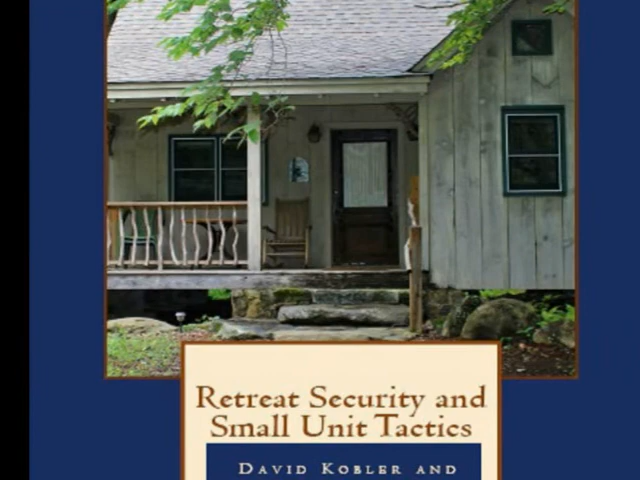 Retreat Security and
Small Unit Tactics
DAVID KOBLER AND